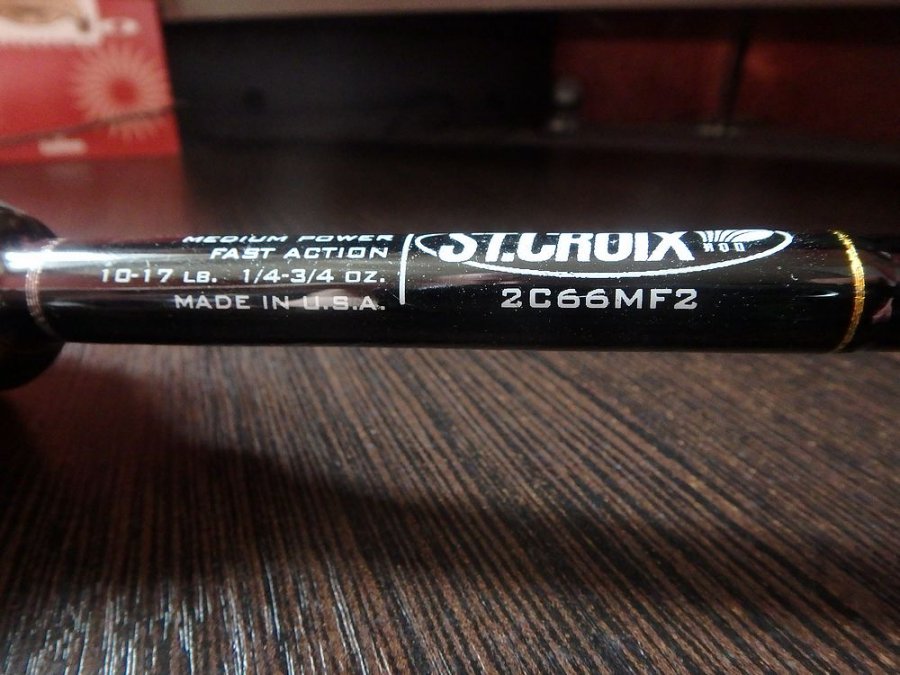 MEDIUM POWER
FAST ACTION
10-17 LB. 1/4-3/4 OZ.
MADE IN U.S.A.
ST.CROIX
ROD
2C66MF2